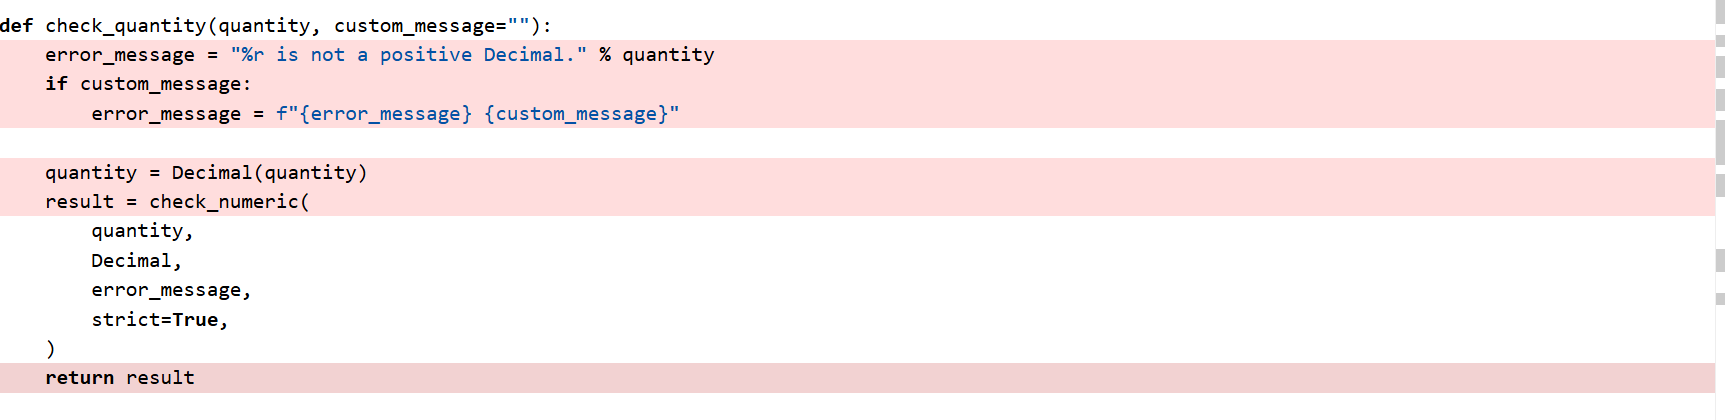 def check_quantity(quantity, custom_message=""):
    error_message = "%r is not a positive Decimal." % quantity
    if custom_message:
        error_message = f"{error_message} {custom_message}"

    quantity = Decimal(quantity)
    result = check_numeric(
        quantity,
        Decimal,
        error_message,
        strict=True,
    )
    return result